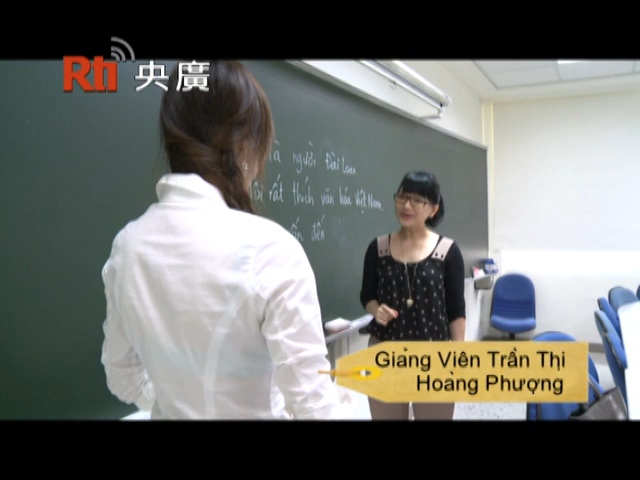 Rti 央廣
là người Đài Loan
tôi rất thích văn hóa Việt Nam
đến
Giảng Viên Trần Thị
Hoàng Phượng